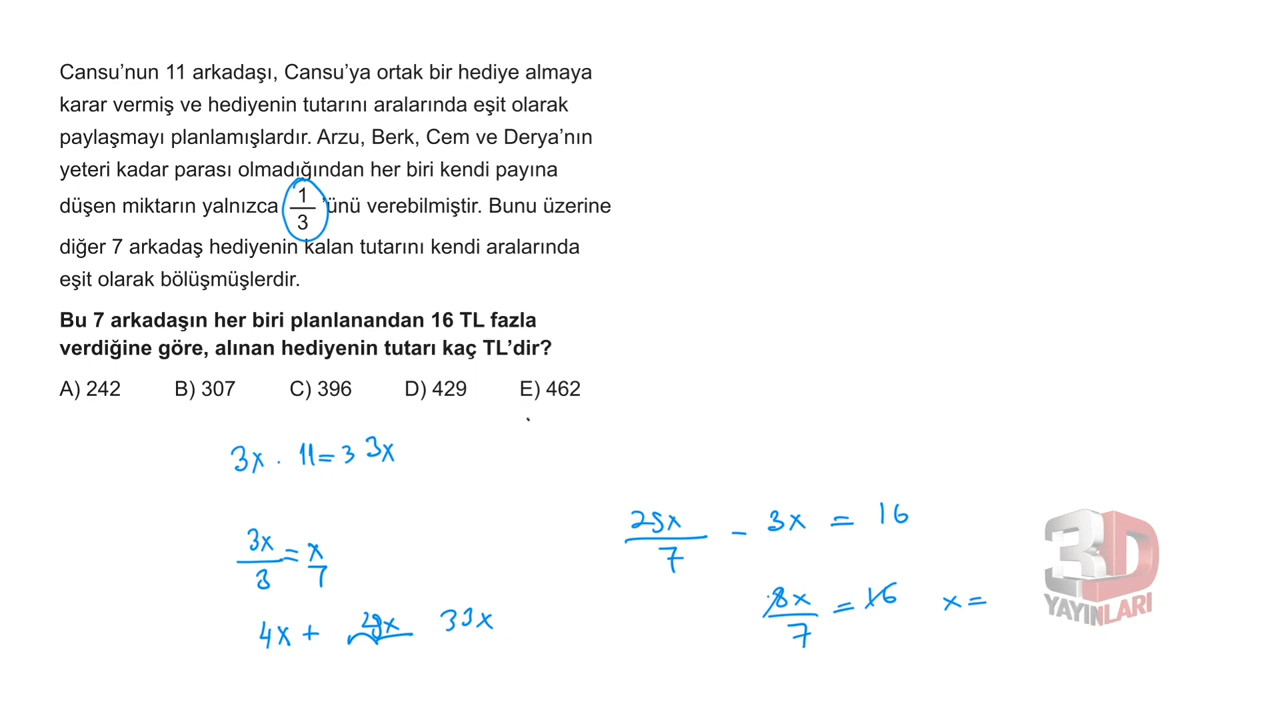 Cansu’nun 11 arkadaşı, Cansu’ya ortak bir hediye almaya
karar vermiş ve hediyenin tutarını aralarında eşit olarak
paylaşmayı planlamışlardır. Arzu, Berk, Cem ve Derya’nın
yeteri kadar parası olmadığından her biri kendi payına
düşen miktarın yalnızca 1/3 ’ünü verebilmiştir. Bunu üzerine
diğer 7 arkadaş hediyenin kalan tutarını kendi aralarında
eşit olarak bölüşmüşlerdir.
Bu 7 arkadaşın her biri planlanandan 16 TL fazla
verdiğine göre, alınan hediyenin tutarı kaç TL’dir?
A) 242 B) 307 C) 396 D) 429 E) 462
3x . 11 = 33x
3x/3 = x/7
4x + 29x 33x
29x/7 - 3x = 16
8x/7 = 16 x =
3D
YAYINLARI